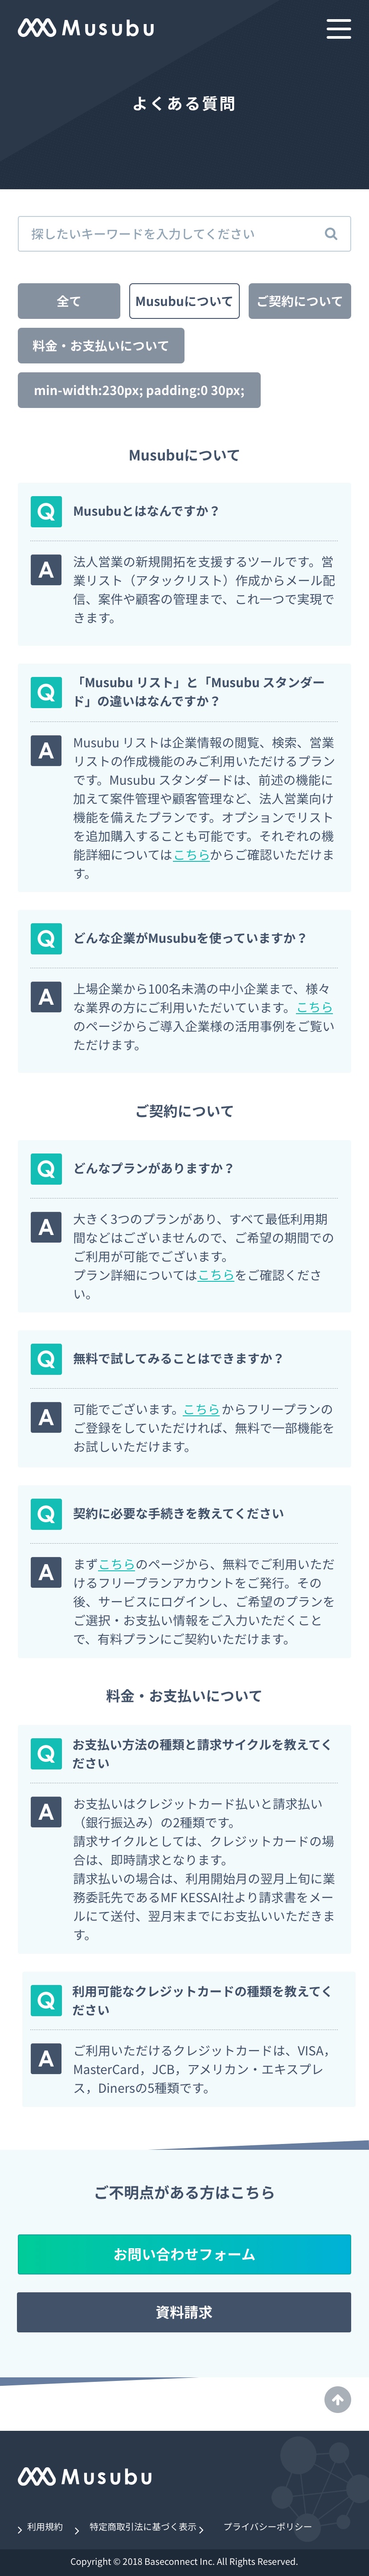 Musubu
よくある質問
探したいキーワードを入力してください
全て
Musubuについて
ご契約について
料金・お支払いについて
min-width:230px; padding:0 30px;
Musubuについて
Q
Musubuとはなんですか？
A
法人営業の新規開拓を支援するツールです。営
業リスト（アタックリスト）作成からメール配
信、案件や顧客の管理まで、これ一つで実現で
きます。
Q
「Musubu リスト」と「Musubu スタンダー
ド」の違いはなんですか？
A
Musubu リストは企業情報の閲覧、検索、営業
リストの作成機能のみご利用いただけるプラン
です。Musubu スタンダードは、前述の機能に
加えて案件管理や顧客管理など、法人営業向け
機能を備えたプランです。オプションでリスト
を追加購入することも可能です。それぞれの機
能詳細についてはこちらからご確認いただけま
す。
Q
どんな企業がMusubuを使っていますか？
A
上場企業から100名未満の中小企業まで、様々
な業界の方にご利用いただいています。こちら
のページからご導入企業様の活用事例をご覧い
ただけます。
ご契約について
Q
どんなプランがありますか？
A
大きく3つのプランがあり、すべて最低利用期
間などはございませんので、ご希望の期間での
ご利用が可能でございます。
プラン詳細についてはこちらをご確認くださ
い。
Q
無料で試してみることはできますか？
A
可能でございます。こちら からフリープランの
ご登録をしていただければ、無料で一部機能を
お試しいただけます。
Q
契約に必要な手続きを教えてください
A
まずこちらのページから、無料でご利用いただ
けるフリープランアカウントをご発行。その
後、サービスにログインし、ご希望のプランを
ご選択・お支払い情報をご入力いただくこと
で、有料プランにご契約いただけます。
料金・お支払いについて
Q
お支払い方法の種類と請求サイクルを教えてく
ださい
A
お支払いはクレジットカード払いと請求払い
（銀行振込み）の2種類です。
請求サイクルとしては、クレジットカードの場
合は、即時請求となります。
請求払いの場合は、利用開始月の翌月上旬に業
務委託先であるMF KESSAI社より請求書をメー
ルにて送付、翌月末までにお支払いいただきま
す。
Q
利用可能なクレジットカードの種類を教えてく
ださい
A
ご利用いただけるクレジットカードは、VISA，
MasterCard，JCB，アメリカン・エキスプレ
ス，Dinersの5種類です。
ご不明点がある方はこちら
お問い合わせフォーム
資料請求
Musubu
利用規約
特定商取引法に基づく表示
プライバシーポリシー
Copyright © 2018 Baseconnect Inc. All Rights Reserved.